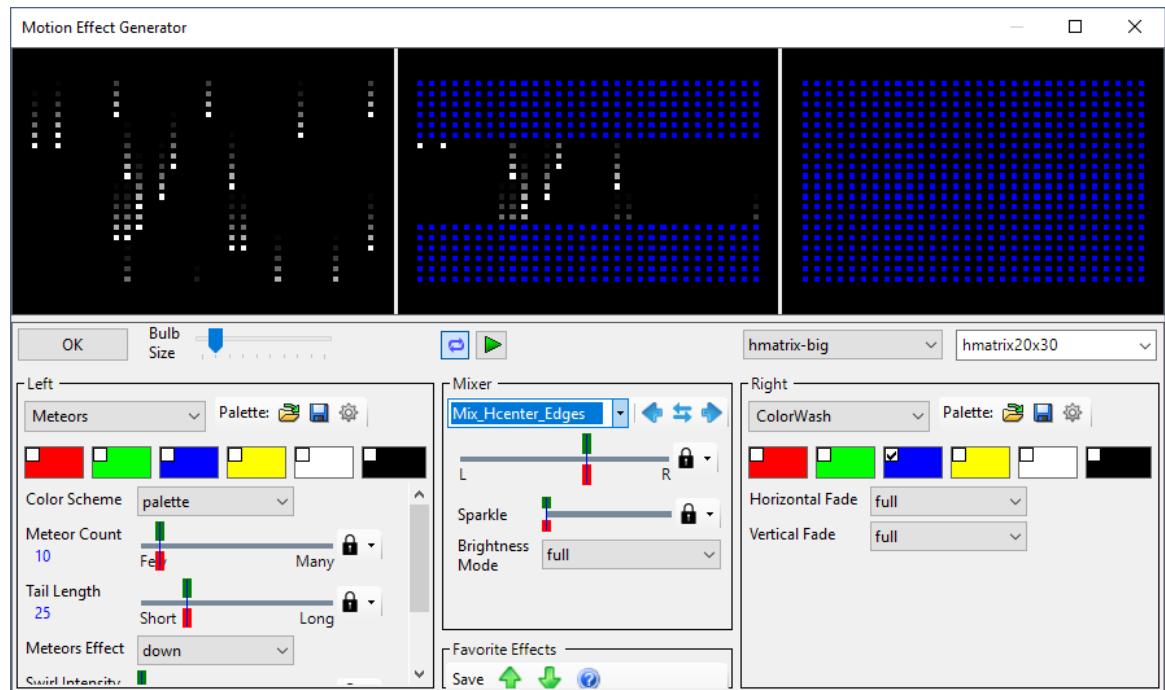 Motion Effect Generator
OK
Bulb
Size
hmatrix-big
hmatrix20x30
Left
Meteors
Palette:
Color Scheme
palette
Meteor Count
10
Few
Many
Tail Length
25
Short
Long
Meteors Effect
down
Swirl Intensity
Mixer
Mix_Hcenter_Edges
L
R
Sparkle
Brightness
Mode
full
Favorite Effects
Save
Right
ColorWash
Palette:
Horizontal Fade
full
Vertical Fade
full